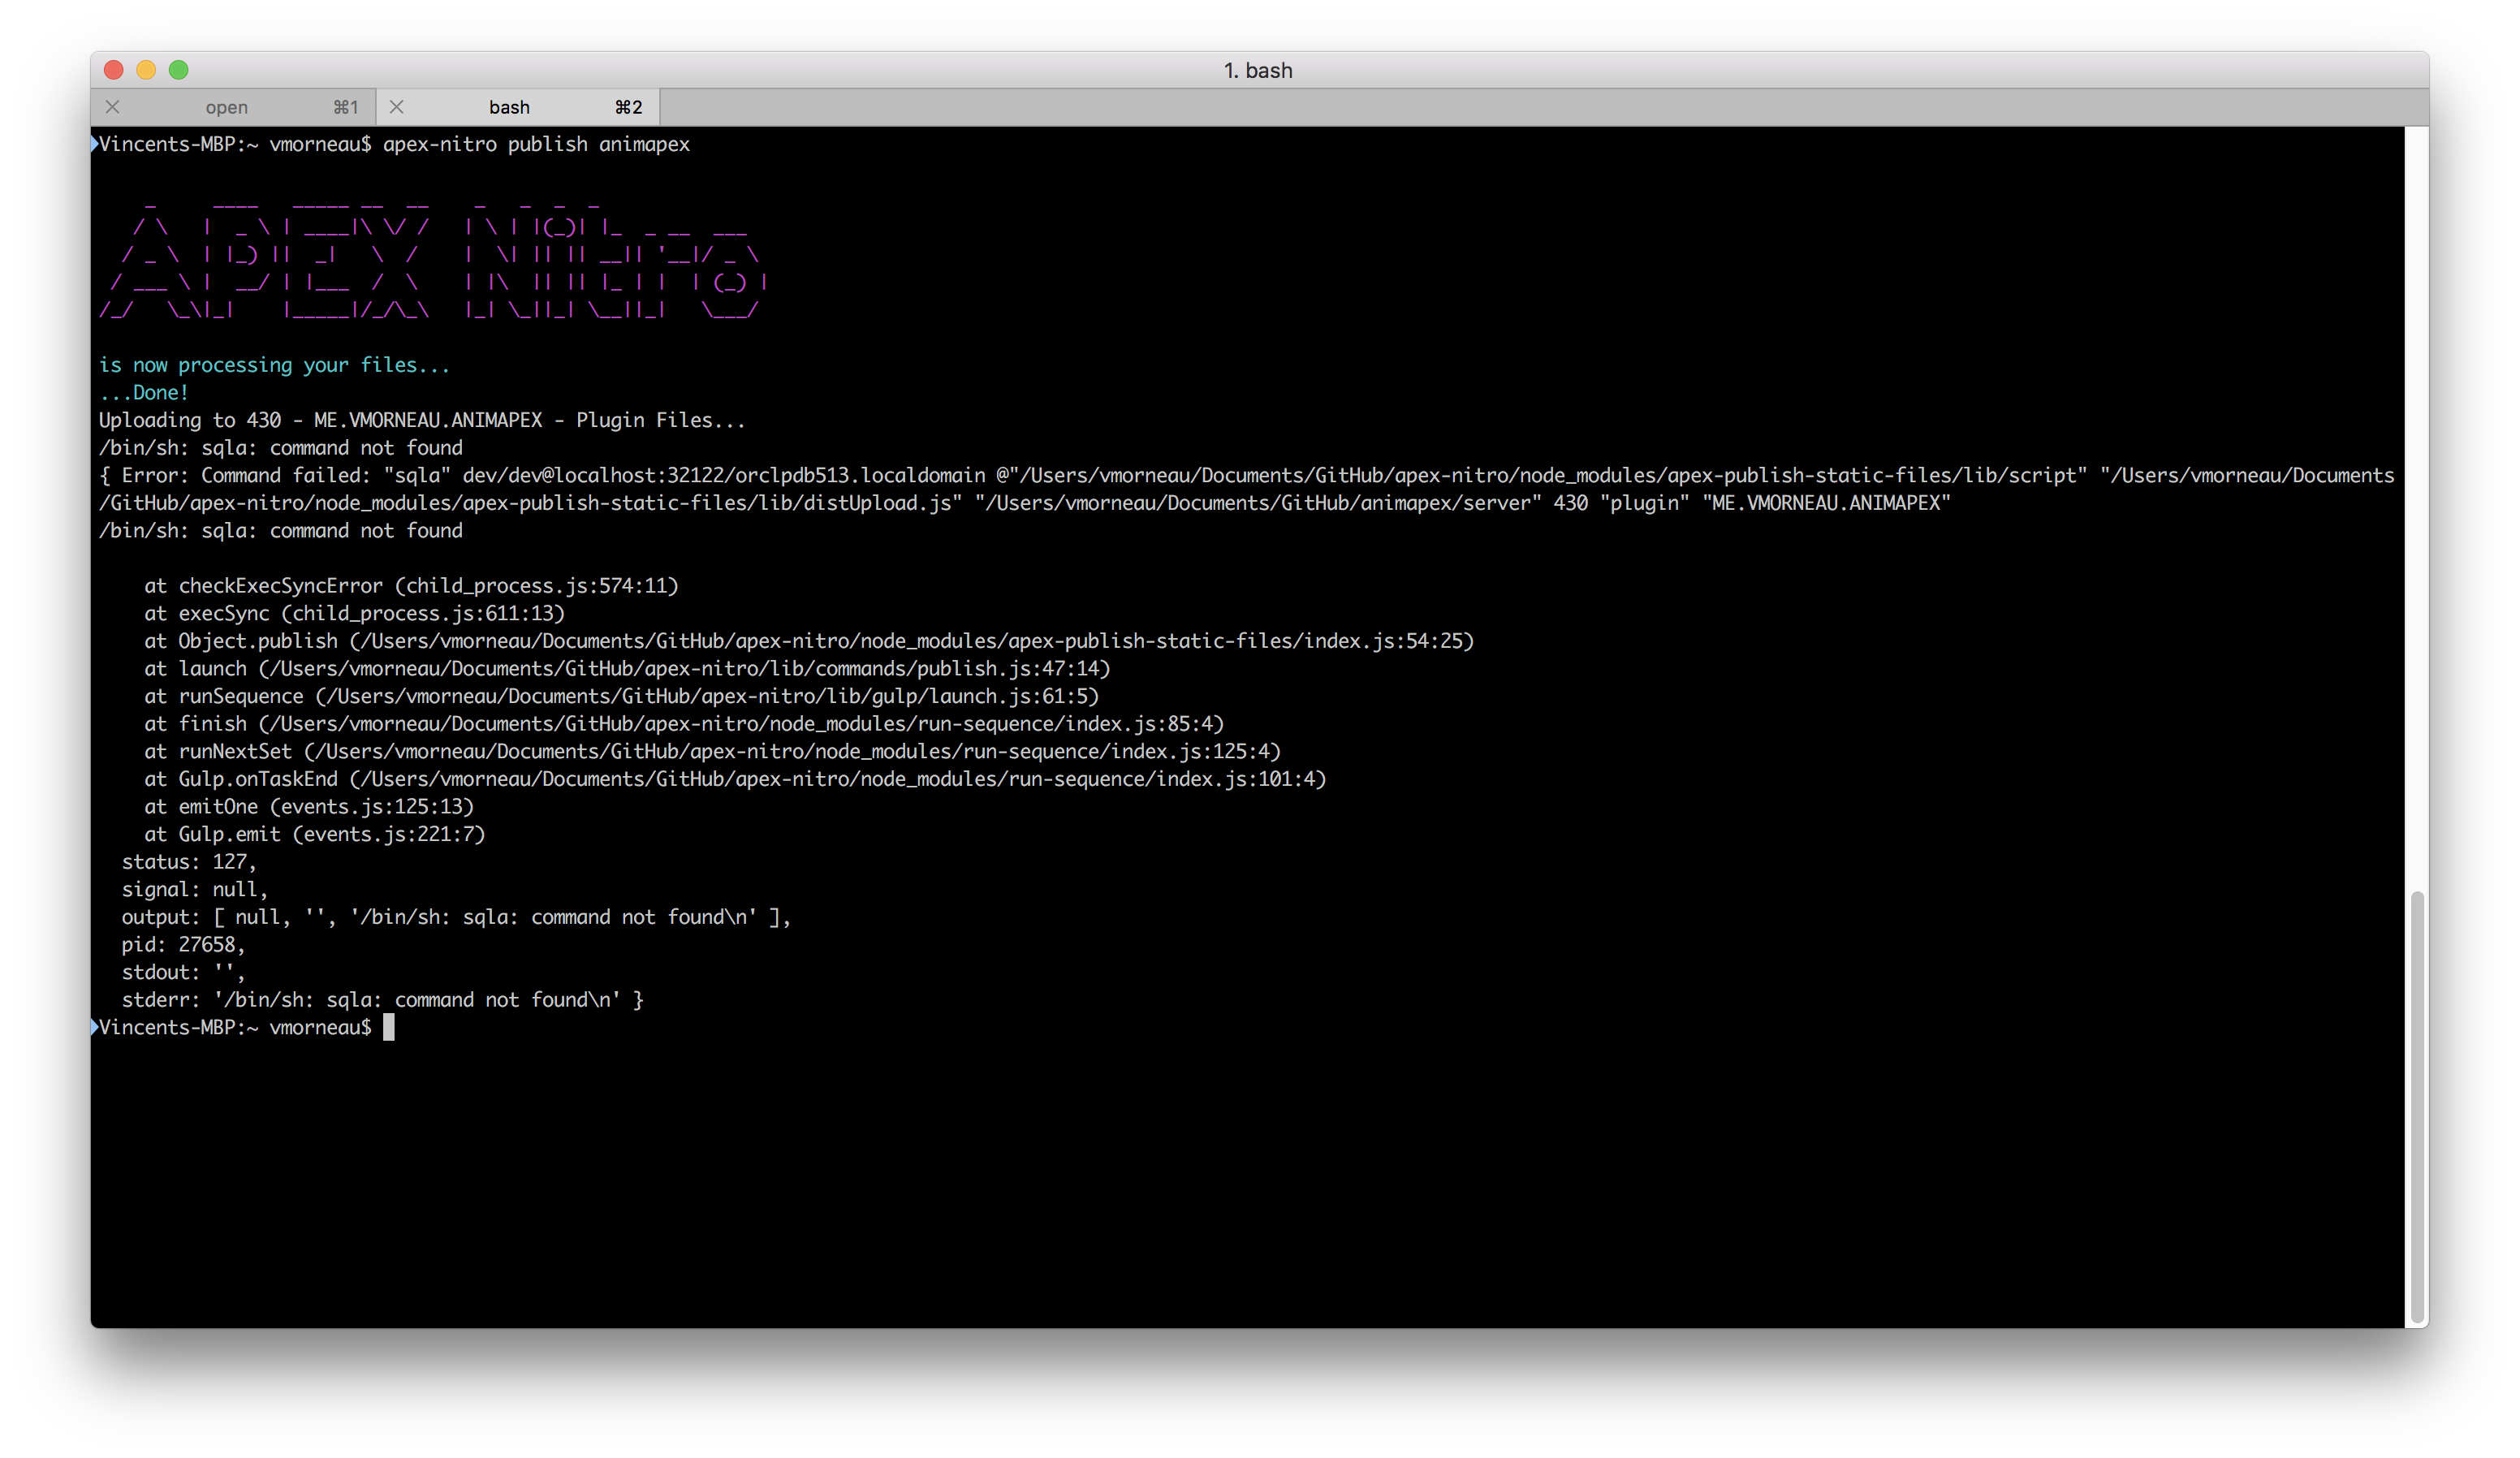 1. bash
open ⌘1 bash ⌘2
Vincents-MBP:~ vmorneau$ apex-nitro publish animapex
APEX Nitro
is now processing your files...
...Done!
Uploading to 430 - ME.VMORNEAU.ANIMAPEX - Plugin Files...
/bin/sh: sqla: command not found
{ Error: Command failed: "sqla" dev/dev@localhost:32122/orclpdb513.localdomain @"/Users/vmorneau/Documents/GitHub/apex-nitro/node_modules/apex-publish-static-files/lib/script" "/Users/vmorneau/Documents
/GitHub/apex-nitro/node_modules/apex-publish-static-files/lib/distUpload.js" "/Users/vmorneau/Documents/GitHub/animapex/server" 430 "plugin" "ME.VMORNEAU.ANIMAPEX"
/bin/sh: sqla: command not found
at checkExecSyncError (child_process.js:574:11)
at execSync (child_process.js:611:13)
at Object.publish (/Users/vmorneau/Documents/GitHub/apex-nitro/node_modules/apex-publish-static-files/index.js:54:25)
at launch (/Users/vmorneau/Documents/GitHub/apex-nitro/lib/commands/publish.js:47:14)
at runSequence (/Users/vmorneau/Documents/GitHub/apex-nitro/lib/gulp/launch.js:61:5)
at finish (/Users/vmorneau/Documents/GitHub/apex-nitro/node_modules/run-sequence/index.js:85:4)
at runNextSet (/Users/vmorneau/Documents/GitHub/apex-nitro/node_modules/run-sequence/index.js:125:4)
at Gulp.onTaskEnd (/Users/vmorneau/Documents/GitHub/apex-nitro/node_modules/run-sequence/index.js:101:4)
at emitOne (events.js:125:13)
at Gulp.emit (events.js:221:7)
status: 127,
signal: null,
output: [ null, '', '/bin/sh: sqla: command not found\n' ],
pid: 27658,
stdout: '',
stderr: '/bin/sh: sqla: command not found\n' }
Vincents-MBP:~ vmorneau$